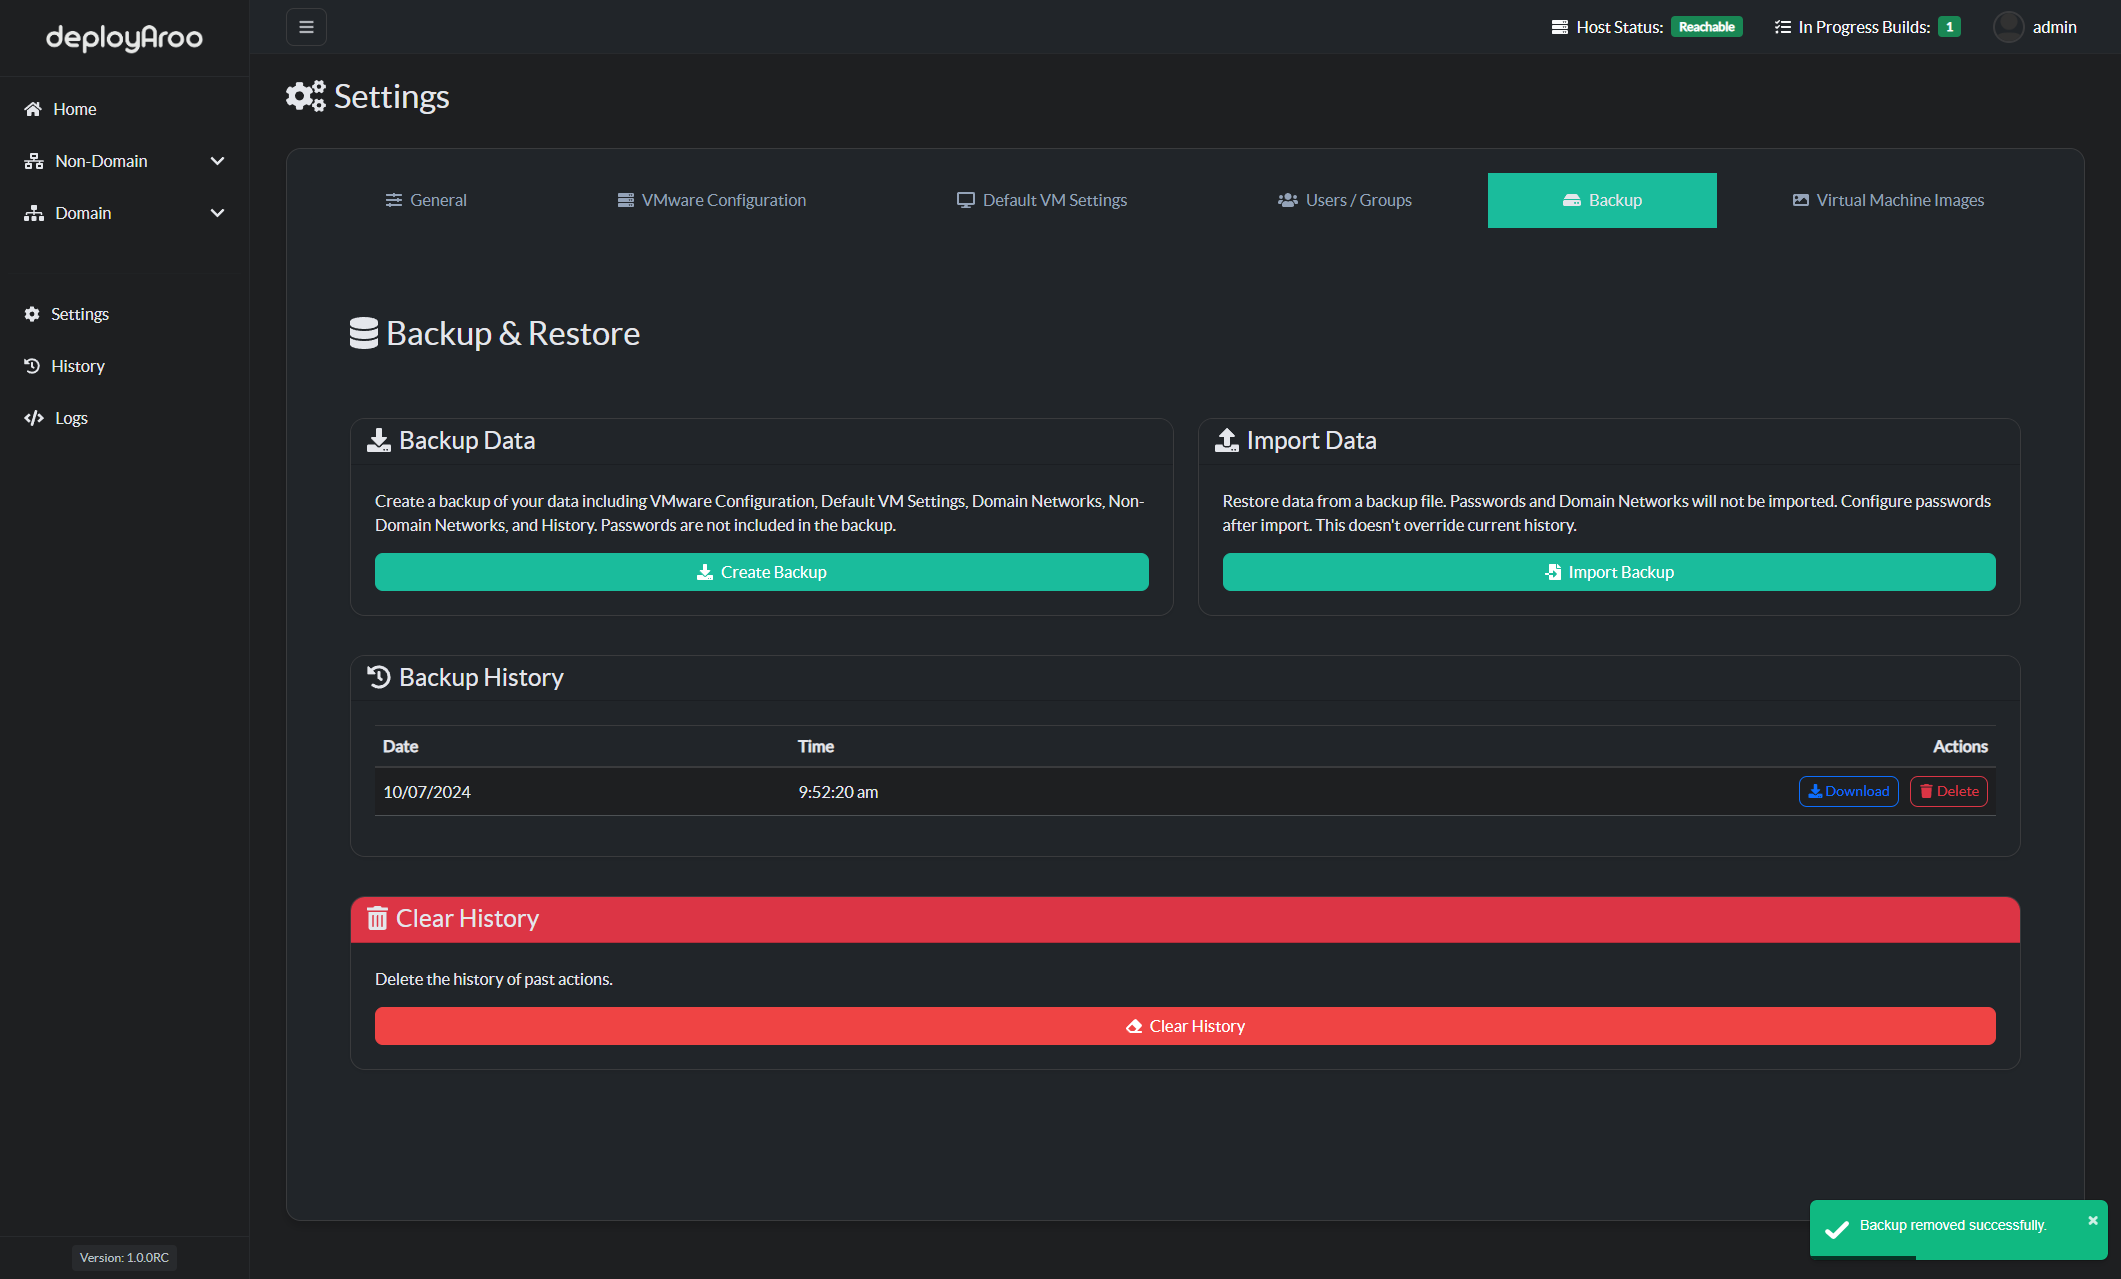 deployAroo
Host Status: Reachable
In Progress Builds: 1
admin
Home
Non-Domain
Domain
Settings
History
Logs
Version: 1.0.0RC
Settings
General
VMware Configuration
Default VM Settings
Users / Groups
Backup
Virtual Machine Images
Backup & Restore
Backup Data
Create a backup of your data including VMware Configuration, Default VM Settings, Domain Networks, Non-
Domain Networks, and History. Passwords are not included in the backup.
Create Backup
Import Data
Restore data from a backup file. Passwords and Domain Networks will not be imported. Configure passwords
after import. This doesn't override current history.
Import Backup
Backup History
Date Time Actions
10/07/2024 9:52:20 am Download Delete
Clear History
Delete the history of past actions.
Clear History
Backup removed successfully.